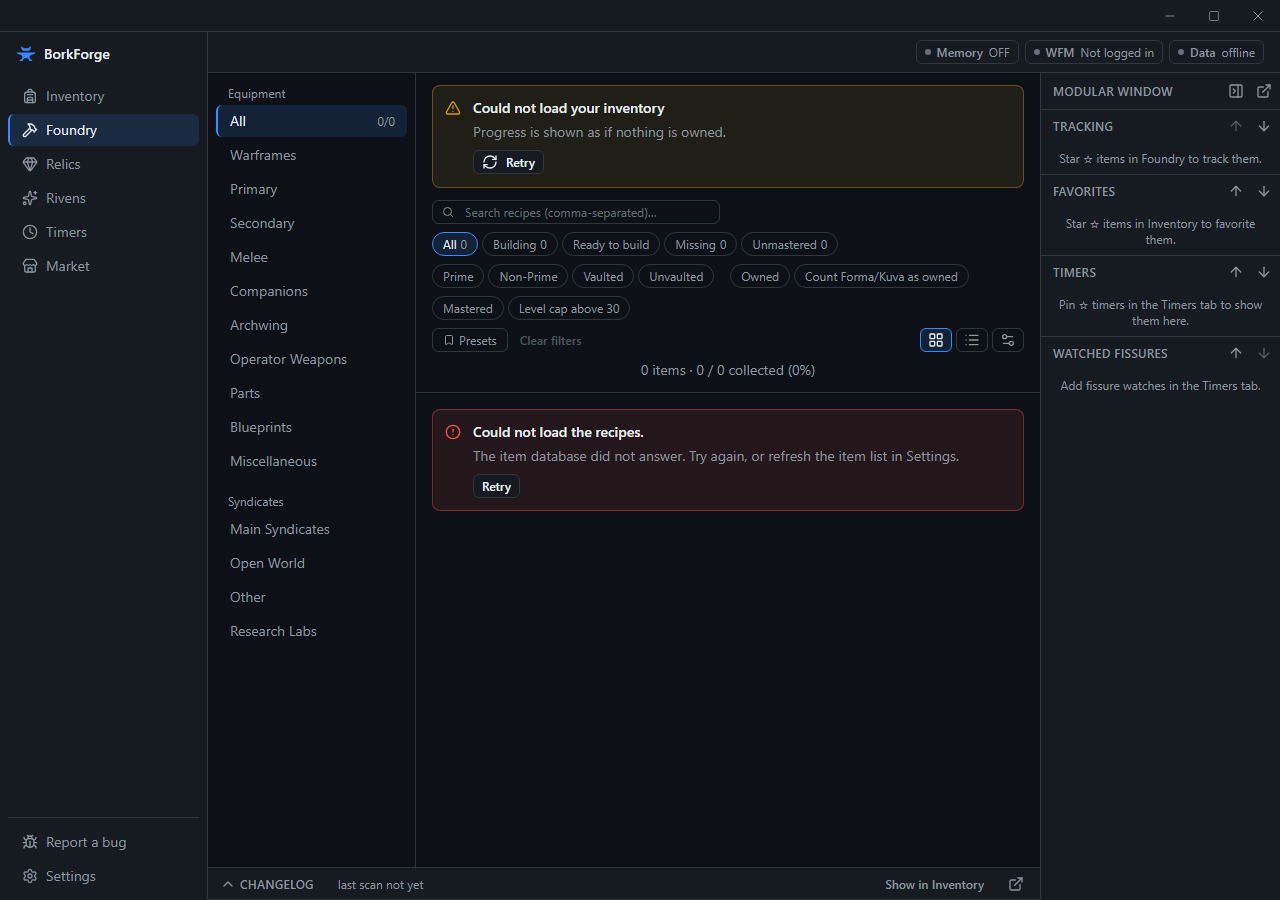 BorkForge
Inventory
Foundry
Relics
Rivens
Timers
Market
Report a bug
Settings
Memory OFF
WFM Not logged in
Data offline
Equipment
All 0/0
Warframes
Primary
Secondary
Melee
Companions
Archwing
Operator Weapons
Parts
Blueprints
Miscellaneous
Syndicates
Main Syndicates
Open World
Other
Research Labs
Could not load your inventory
Progress is shown as if nothing is owned.
Retry
Search recipes (comma-separated)...
All 0 Building 0 Ready to build Missing 0 Unmastered 0
Prime Non-Prime Vaulted Unvaulted Owned Count Forma/Kuva as owned
Mastered Level cap above 30
Presets Clear filters
0 items · 0 / 0 collected (0%)
Could not load the recipes.
The item database did not answer. Try again, or refresh the item list in Settings.
Retry
CHANGELOG last scan not yet Show in Inventory
MODULAR WINDOW
TRACKING
Star ☆ items in Foundry to track them.
FAVORITES
Star ☆ items in Inventory to favorite
them.
TIMERS
Pin ☆ timers in the Timers tab to show
them here.
WATCHED FISSURES
Add fissure watches in the Timers tab.